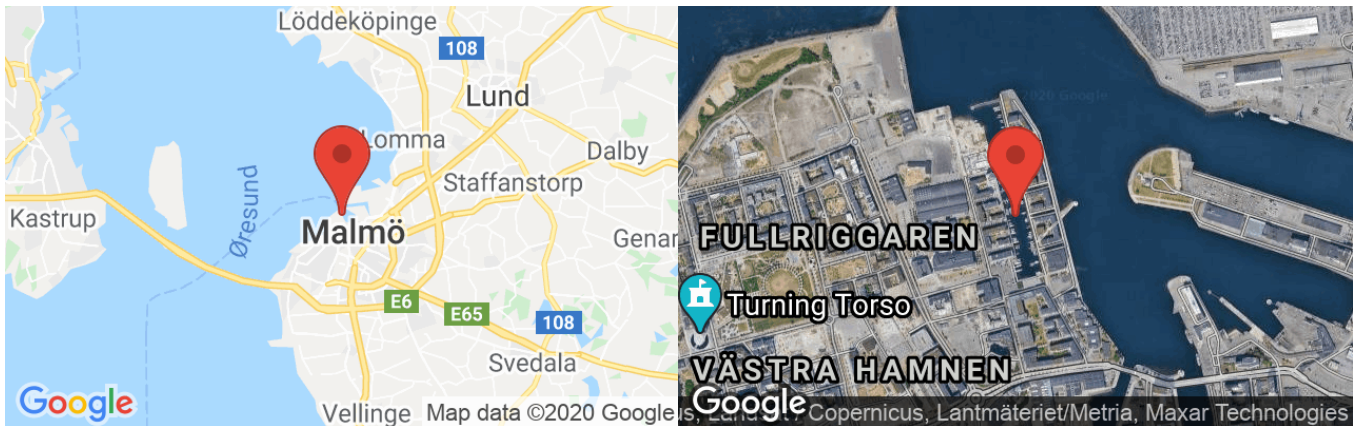 Löddeköpinge
108
Lund
Lomma
Dalby
Staffanstorp
Kastrup
Øresund
Malmö
Genar
E6
E65
108
Svedala
Vellinge
Google
Map data ©2020 Google
2020 Google
FULLRIGGAREN
Turning Torso
VÄSTRA HAMNEN
Google
Copernicus, Lantmäteriet/Metria, Maxar Technologies